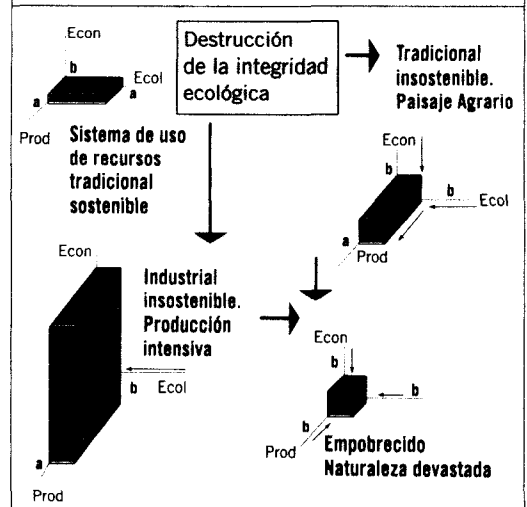 Econ
b
Ecol
a
a
Prod
Sistema de uso
de recursos
tradicional
sostenible
Destrucción
de la integridad
ecológica
Tradicional
insostenible.
Paisaje Agrario
Econ
b
b
Ecol
a
Prod
Econ
Industrial
insostenible.
Producción
intensiva
b Ecol
a
Prod
Econ
b
b
b
Prod
Empobrecido
Naturaleza devastada